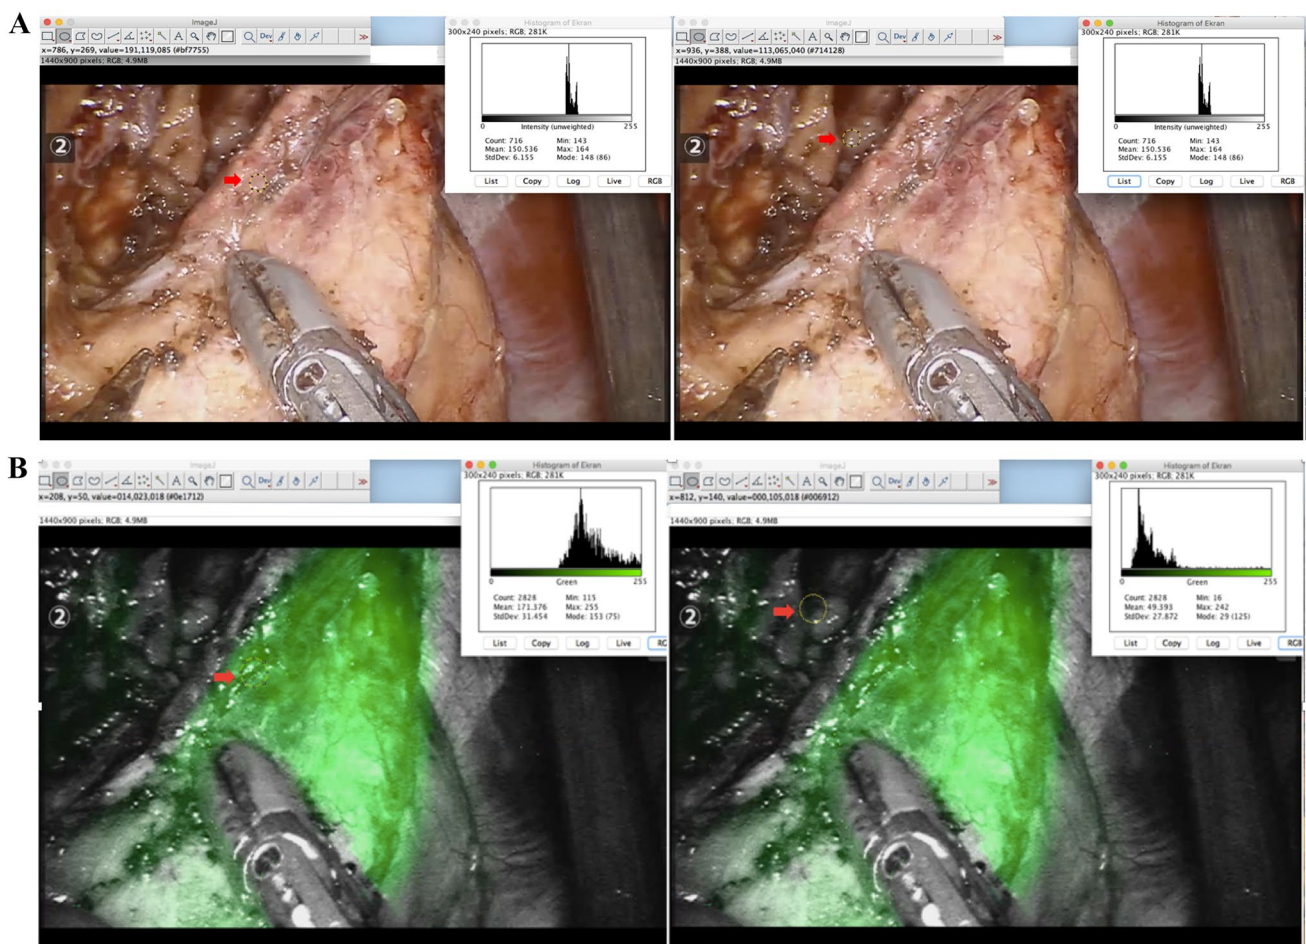 A
ImageJ
Dev
A
x=786, y=269, value=191,119,085 (#bf7755)
1440x900 pixels; RGB; 4.9MB
2
Histogram of Ekran
300x240 pixels; RGB; 281K
0 255
Intensity (unweighted)
Count: 716 Min: 143
Mean: 150.536 Max: 164
StdDev: 6.155 Mode: 148 (86)
List Copy Log Live RGB
ImageJ
Dev
A
x=936, y=388, value=113,065,040 (#714128)
1440x900 pixels; RGB; 4.9MB
2
Histogram of Ekran
300x240 pixels; RGB; 281K
0 255
Intensity (unweighted)
Count: 716 Min: 143
Mean: 150.536 Max: 164
StdDev: 6.155 Mode: 148 (86)
List Copy Log Live RGB
B
ImageJ
Dev
A
x=208, y=50, value=014,023,018 (#0e1712)
1440x900 pixels; RGB; 4.9MB
2
Histogram of Ekran
300x240 pixels; RGB; 281K
0 255
Green
Count: 2828 Min: 115
Mean: 171.376 Max: 255
StdDev: 31.454 Mode: 153 (75)
List Copy Log Live RG
ImageJ
Dev
A
x=812, y=140, value=000,105,018 (#006912)
1440x900 pixels; RGB; 4.9MB
2
Histogram of Ekran
300x240 pixels; RGB; 281K
0 255
Green
Count: 2828 Min: 16
Mean: 49.393 Max: 242
StdDev: 27.872 Mode: 29 (125)
List Copy Log Live RGB